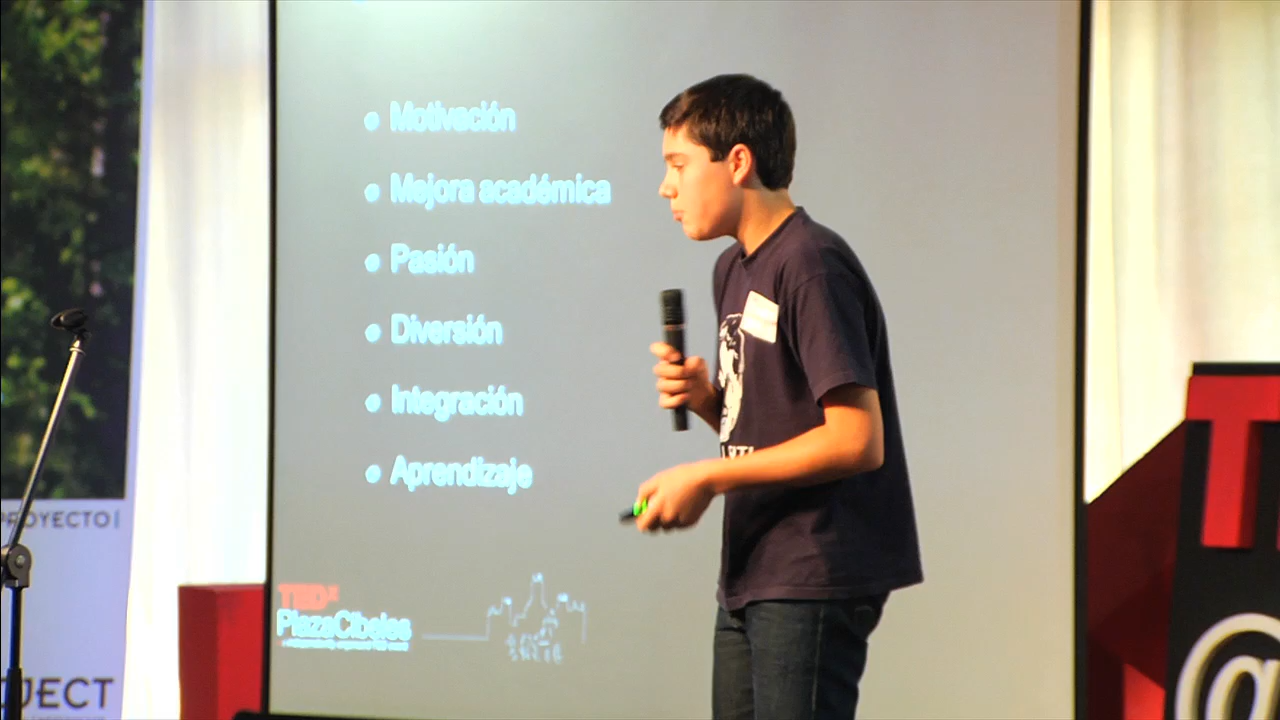 Motivación
Mejora académica
Pasión
Diversión
Integración
Aprendizaje
TEDx
PlazaCibeles
PROYECTO
JECT
T
@